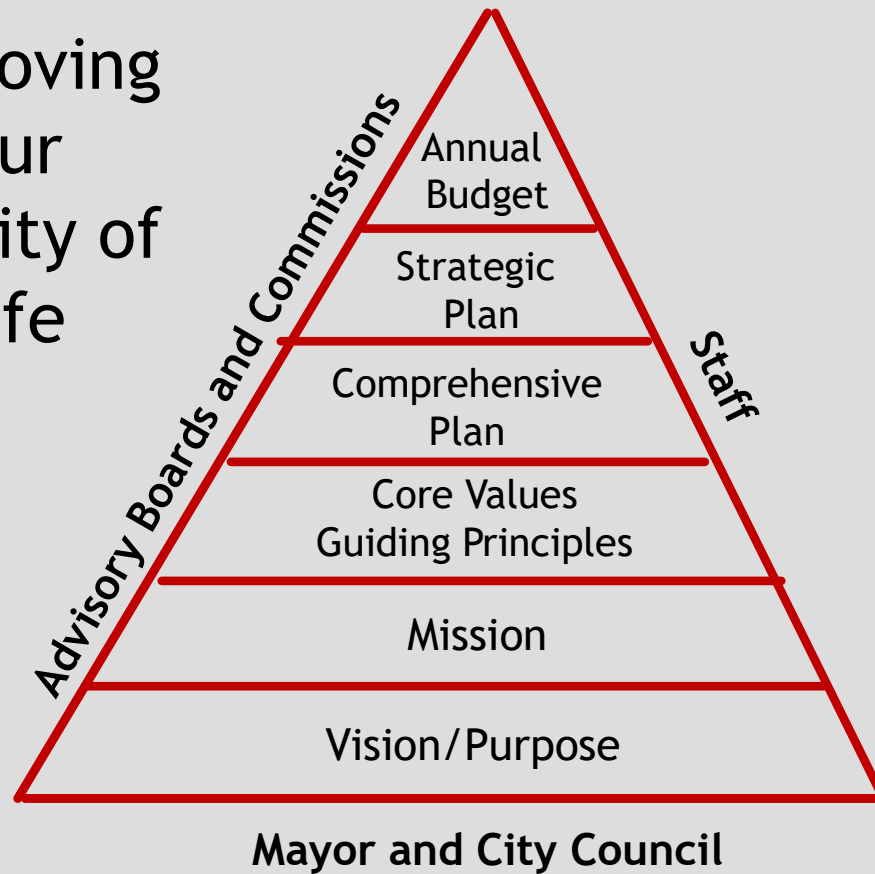 oving
ur
ity of
fe
Advisory Boards and Commissions
Annual
Budget
Strategic
Plan
Comprehensive
Plan
Core Values
Guiding Principles
Mission
Vision/Purpose
Staff
Mayor and City Council